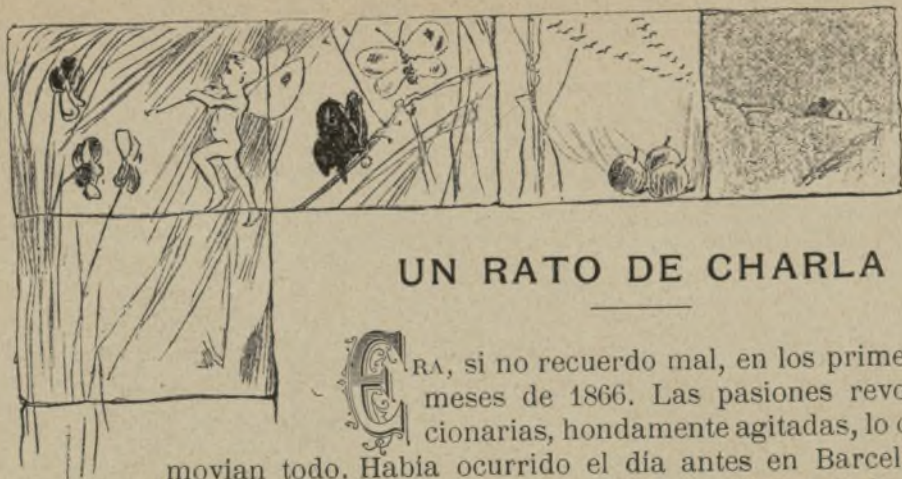 UN RATO DE CHARLA
ERA, si no recuerdo mal, en los prime
meses de 1866. Las pasiones revo
cionarias, hondamente agitadas, lo c
movian todo. Había ocurrido el día antes en Barcel